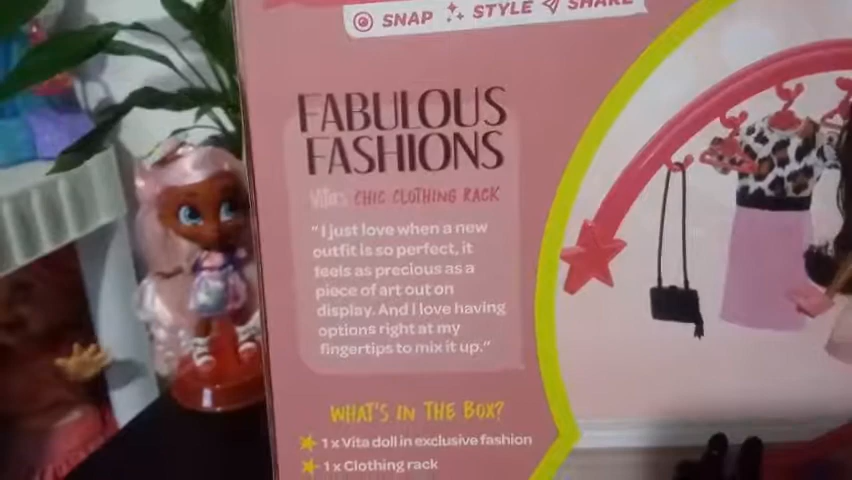 SNAP STYLE SHARE
FABULOUS
FASHIONS
Vita's CHIC CLOTHING RACK
"I just love when a new
outfit is so perfect, it
feels as precious as a
piece of art out on
display. And I love having
options right at my
fingertips to mix it up."
WHAT'S IN THE BOX?
1 x Vita doll in exclusive fashion
1 x Clothing rack